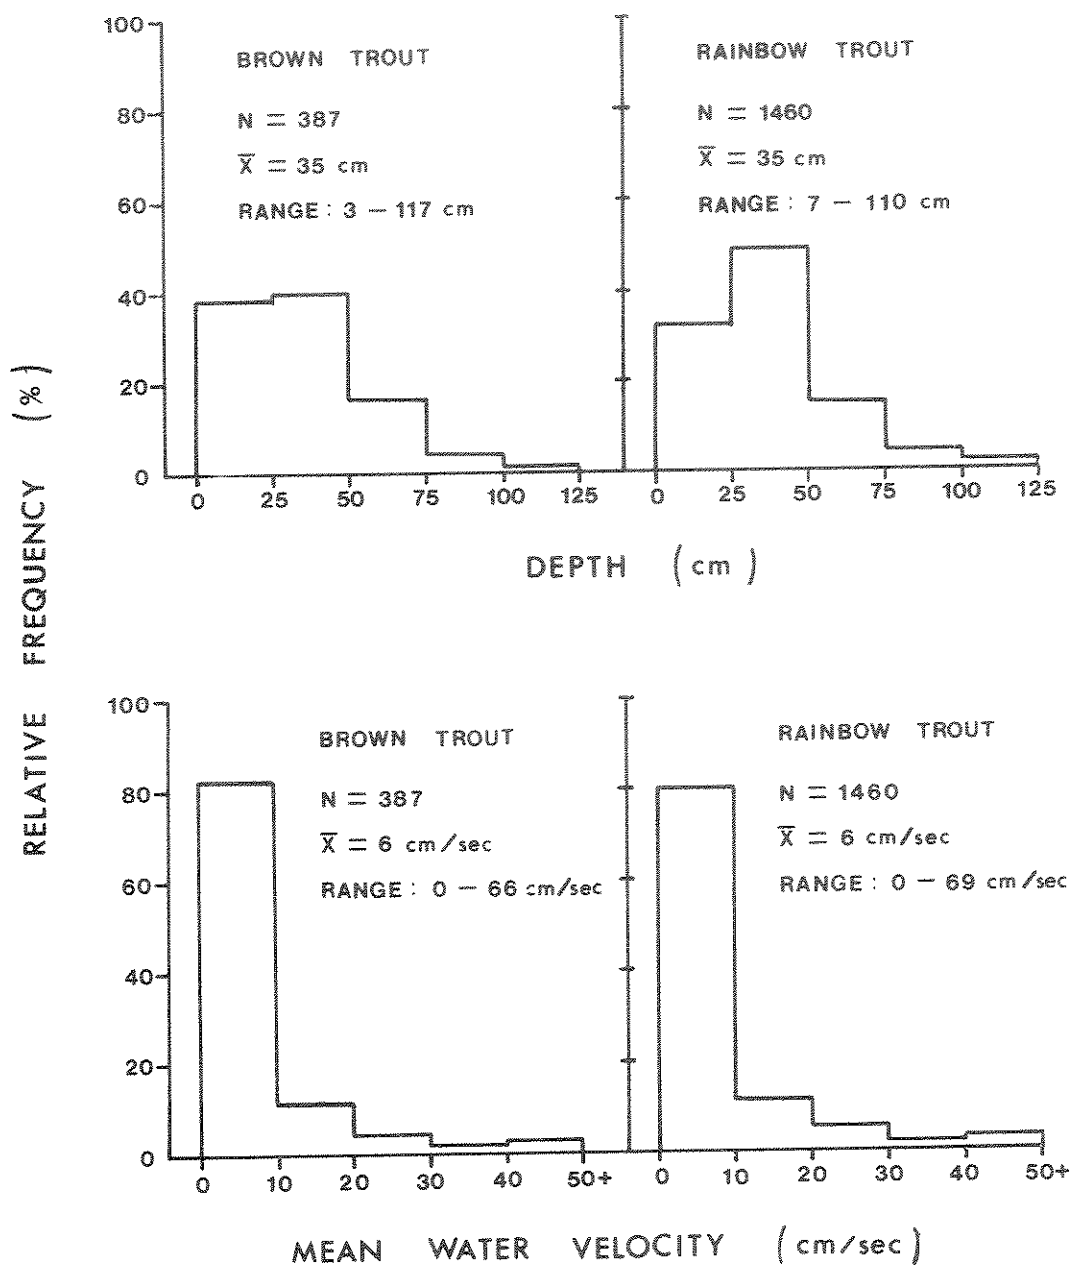 RELATIVE FREQUENCY (%)
100
80
60
40
20
0
BROWN TROUT
N = 387
X̅ = 35 cm
RANGE: 3 – 117 cm
0 25 50 75 100 125
RAINBOW TROUT
N = 1460
X̅ = 35 cm
RANGE: 7 – 110 cm
0 25 50 75 100 125
DEPTH (cm)
100
80
60
40
20
0
BROWN TROUT
N = 387
X̅ = 6 cm/sec
RANGE: 0 – 66 cm/sec
0 10 20 30 40 50+
RAINBOW TROUT
N = 1460
X̅ = 6 cm/sec
RANGE: 0 – 69 cm/sec
0 10 20 30 40 50+
MEAN WATER VELOCITY (cm/sec)